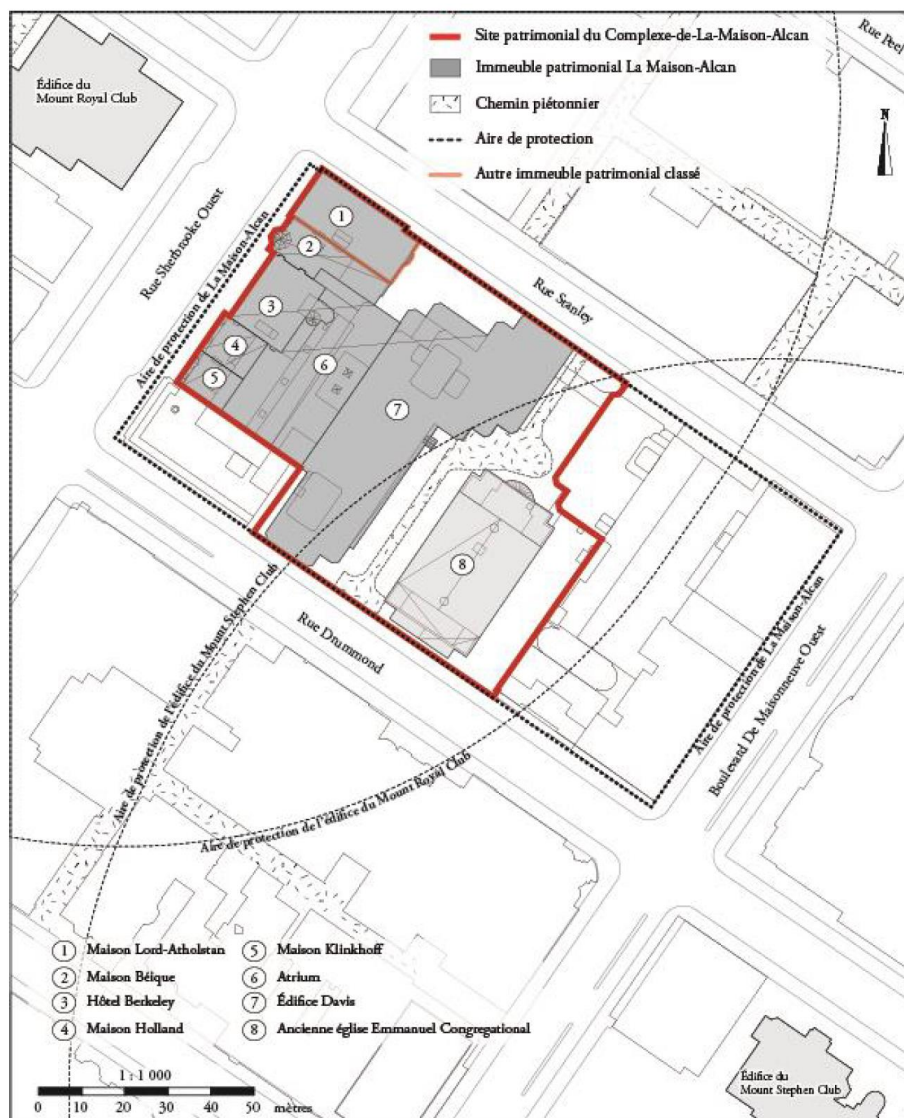 Édifice du
Mount Royal Club
Rue Peel
Site patrimonial du Complexe-de-La-Maison-Alcan
Immeuble patrimonial La Maison-Alcan
Chemin piétonnier
Aire de protection
Autre immeuble patrimonial classé
N
Rue Sherbrooke Ouest
Aire de protection de La Maison-Alcan
Rue Stanley
1
2
3
4
5
6
7
8
Rue Drummond
Aire de protection de l'édifice du Mount Stephen Club
Aire de protection de l'édifice du Mount Royal Club
Aire de protection de La Maison-Alcan
Boulevard De Maisonneuve Ouest
1 Maison Lord-Atholstan
2 Maison Béique
3 Hôtel Berkeley
4 Maison Holland
5 Maison Klinkhoff
6 Atrium
7 Édifice Davis
8 Ancienne église Emmanuel Congregational
1 : 1 000
0 10 20 30 40 50 mètres
Édifice du
Mount Stephen Club